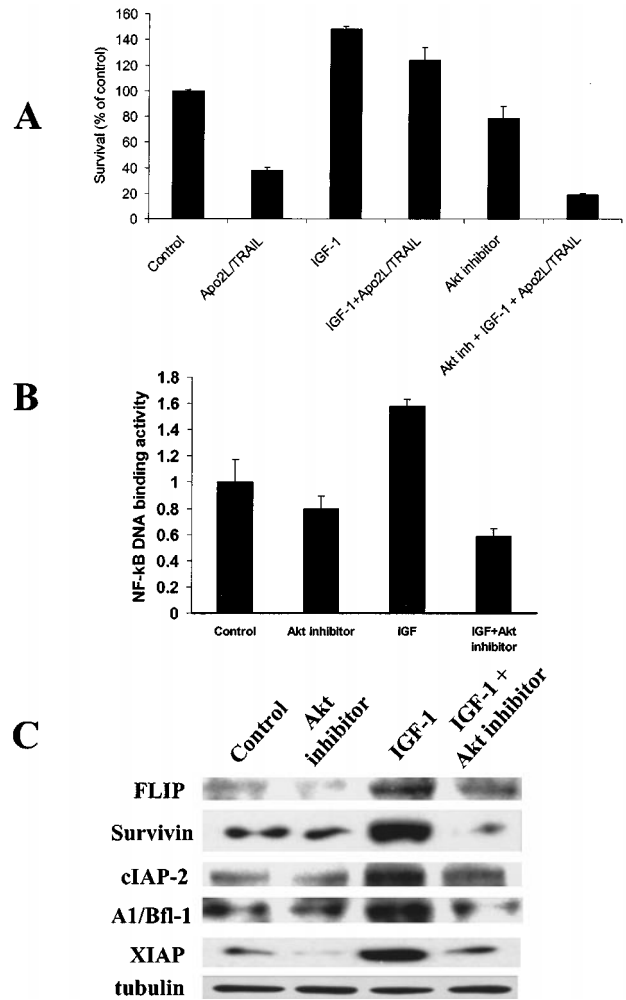 A
Survival (% of control)
160
140
120
100
80
60
40
20
0
Control
Apo2L/TRAIL
IGF-1
IGF-1+Apo2L/TRAIL
Akt inhibitor
Akt inh + IGF-1 + Apo2L/TRAIL
B
NF-kB DNA binding activity
1.8
1.6
1.4
1.2
1
0.8
0.6
0.4
0.2
0
Control
Akt inhibitor
IGF
IGF+Akt
inhibitor
C
Control
Akt
inhibitor
IGF-1
IGF-1 +
Akt inhibitor
FLIP
Survivin
cIAP-2
A1/Bfl-1
XIAP
tubulin